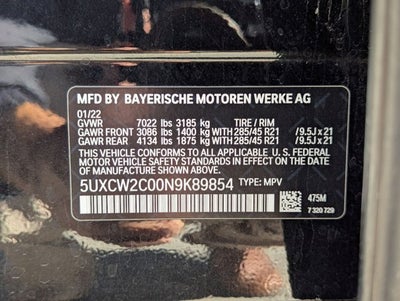 MFD BY BAYERISCHE MOTOREN WERKE AG
01/22
GVWR 7022 lbs 3185 kg TIRE / RIM
GAWR FRONT 3086 lbs 1400 kg WITH 285/45 R21 /9.5J x 21
GAWR REAR 4134 lbs 1875 kg WITH 285/45 R21 /9.5J x 21
THIS VEHICLE CONFORMS TO ALL APPLICABLE U.S. FEDERAL
MOTOR VEHICLE SAFETY STANDARDS IN EFFECT ON
THE DATE OF MANUFACTURE SHOWN ABOVE.
5UXCW2C00N9K89854 TYPE: MPV
475M
7 320 729